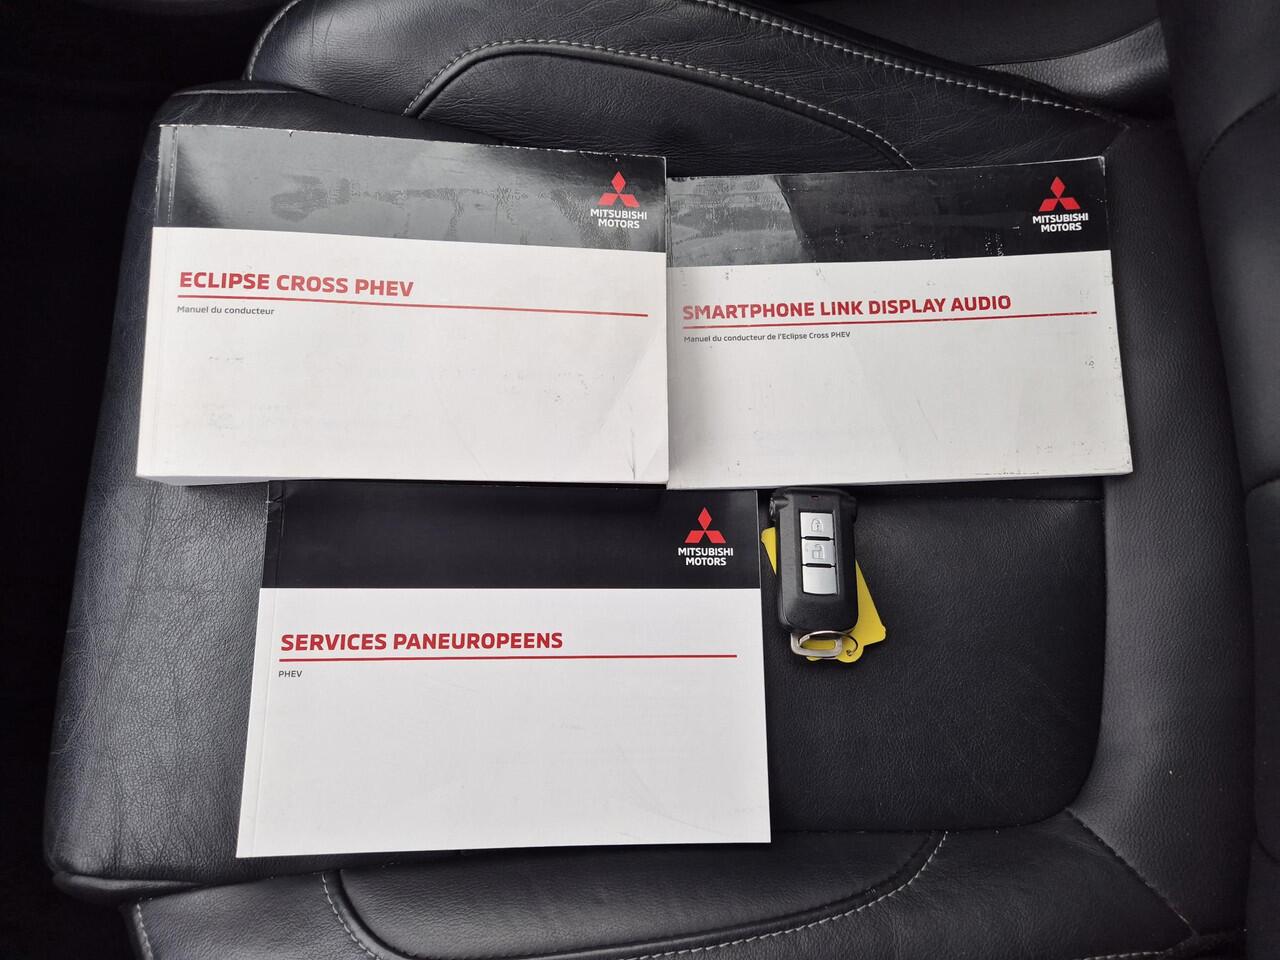 MITSUBISHI
MOTORS
ECLIPSE CROSS PHEV
Manuel du conducteur
MITSUBISHI
MOTORS
SMARTPHONE LINK DISPLAY AUDIO
Manuel du conducteur de l'Eclipse Cross PHEV
MITSUBISHI
MOTORS
SERVICES PANEUROPEENS
PHEV